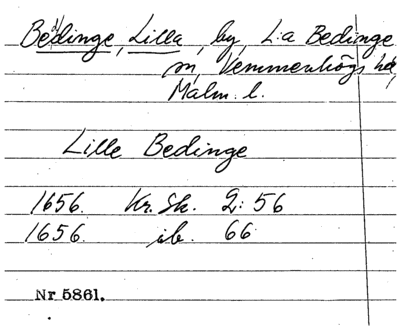 Beddinge, Lilla, by, L:a Bedinge
sn, Vemmenhögs hd,
Malm. l.
Lille Bedinge
1656. Kr. Sk. 2: 56
1656. ib. 66
Nr 5861.